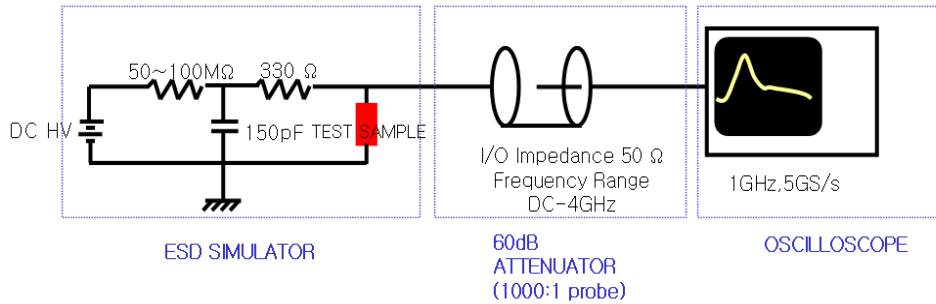 50~100MΩ
330 Ω
DC HV
150pF TEST SAMPLE
I/O Impedance 50 Ω
Frequency Range
DC-4GHz
1GHz,5GS/s
ESD SIMULATOR
60dB
ATTENUATOR
(1000:1 probe)
OSCILLOSCOPE